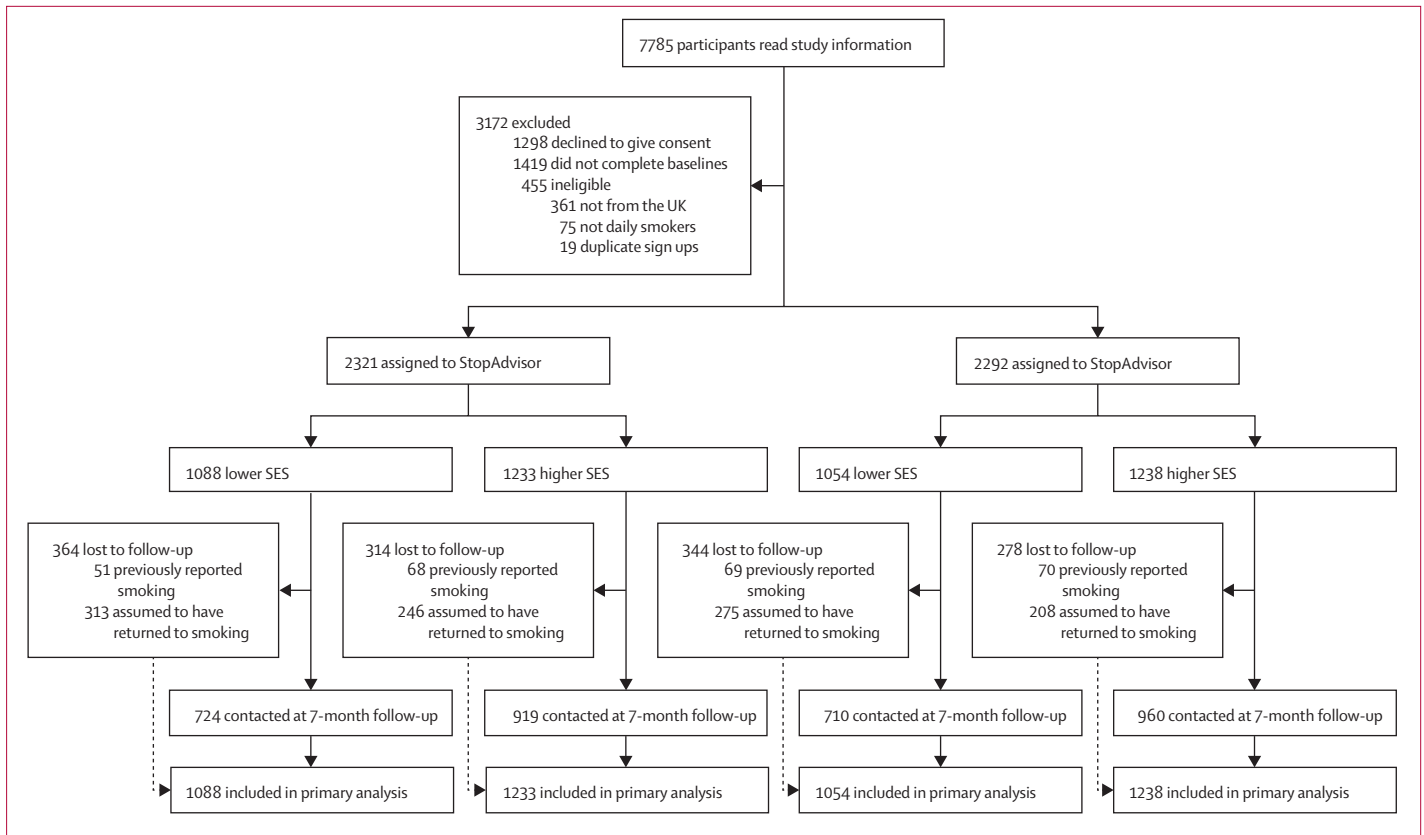 7785 participants read study information
3172 excluded
1298 declined to give consent
1419 did not complete baselines
455 ineligible
361 not from the UK
75 not daily smokers
19 duplicate sign ups
2321 assigned to StopAdvisor
2292 assigned to StopAdvisor
1088 lower SES
1233 higher SES
1054 lower SES
1238 higher SES
364 lost to follow-up
51 previously reported
smoking
313 assumed to have
returned to smoking
314 lost to follow-up
68 previously reported
smoking
246 assumed to have
returned to smoking
344 lost to follow-up
69 previously reported
smoking
275 assumed to have
returned to smoking
278 lost to follow-up
70 previously reported
smoking
208 assumed to have
returned to smoking
724 contacted at 7-month follow-up
919 contacted at 7-month follow-up
710 contacted at 7-month follow-up
960 contacted at 7-month follow-up
1088 included in primary analysis
1233 included in primary analysis
1054 included in primary analysis
1238 included in primary analysis